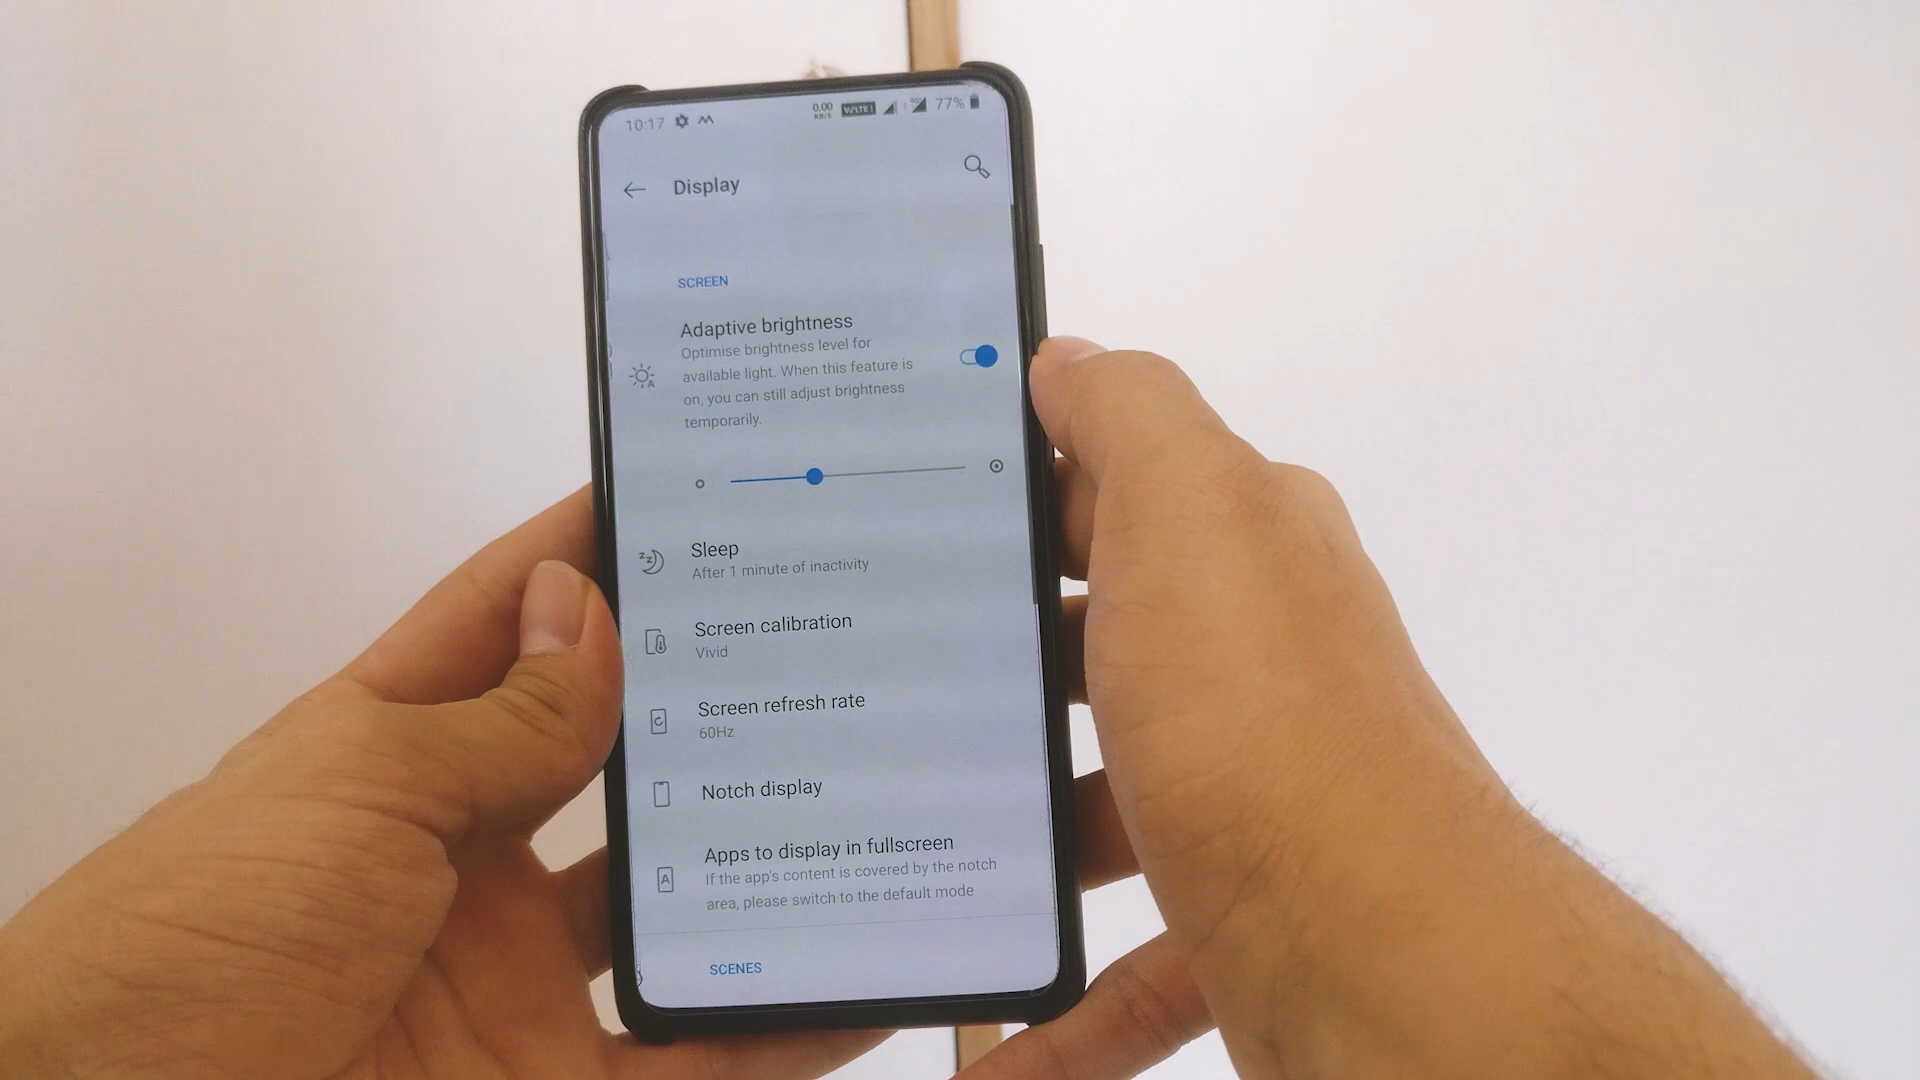 10:17 0.00 KB/S VoLTE 1 4G 77%
Display
SCREEN
Adaptive brightness
Optimise brightness level for
available light. When this feature is
on, you can still adjust brightness
temporarily.
Sleep
After 1 minute of inactivity
Screen calibration
Vivid
Screen refresh rate
60Hz
Notch display
Apps to display in fullscreen
If the app's content is covered by the notch
area, please switch to the default mode
SCENES